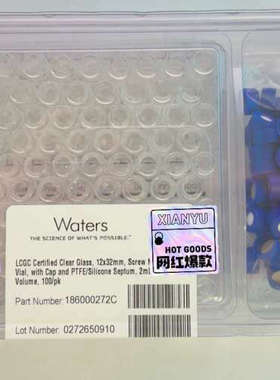 Waters
THE SCIENCE OF WHAT'S POSSIBLE.™
LCGC Certified Clear Glass, 12x32mm, Screw
Vial, with Cap and PTFE/Silicone Septum, 2ml
Volume, 100/pk
Part Number: 186000272C
Lot Number: 0272650910
XIANYU
HOT GOODS
网红爆款